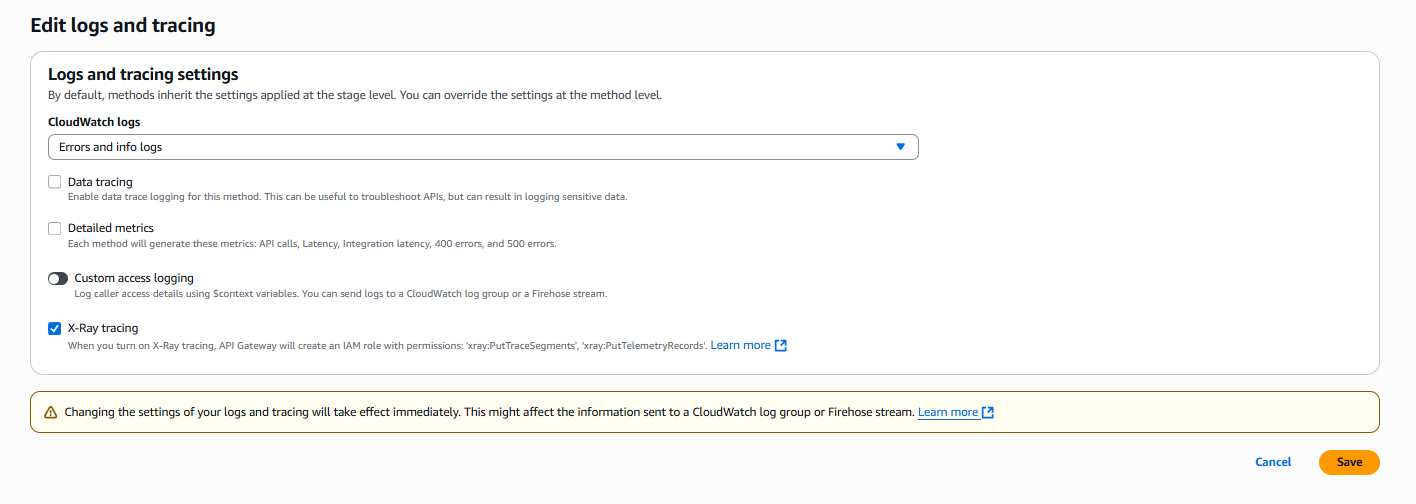 Edit logs and tracing
Logs and tracing settings
By default, methods inherit the settings applied at the stage level. You can override the settings at the method level.
CloudWatch logs
Errors and info logs
Data tracing
Enable data trace logging for this method. This can be useful to troubleshoot APIs, but can result in logging sensitive data.
Detailed metrics
Each method will generate these metrics: API calls, Latency, Integration latency, 400 errors, and 500 errors.
Custom access logging
Log caller access details using $context variables. You can send logs to a CloudWatch log group or a Firehose stream.
X-Ray tracing
When you turn on X-Ray tracing, API Gateway will create an IAM role with permissions: 'xray:PutTraceSegments', 'xray:PutTelemetryRecords'. Learn more
Changing the settings of your logs and tracing will take effect immediately. This might affect the information sent to a CloudWatch log group or Firehose stream. Learn more
Cancel Save